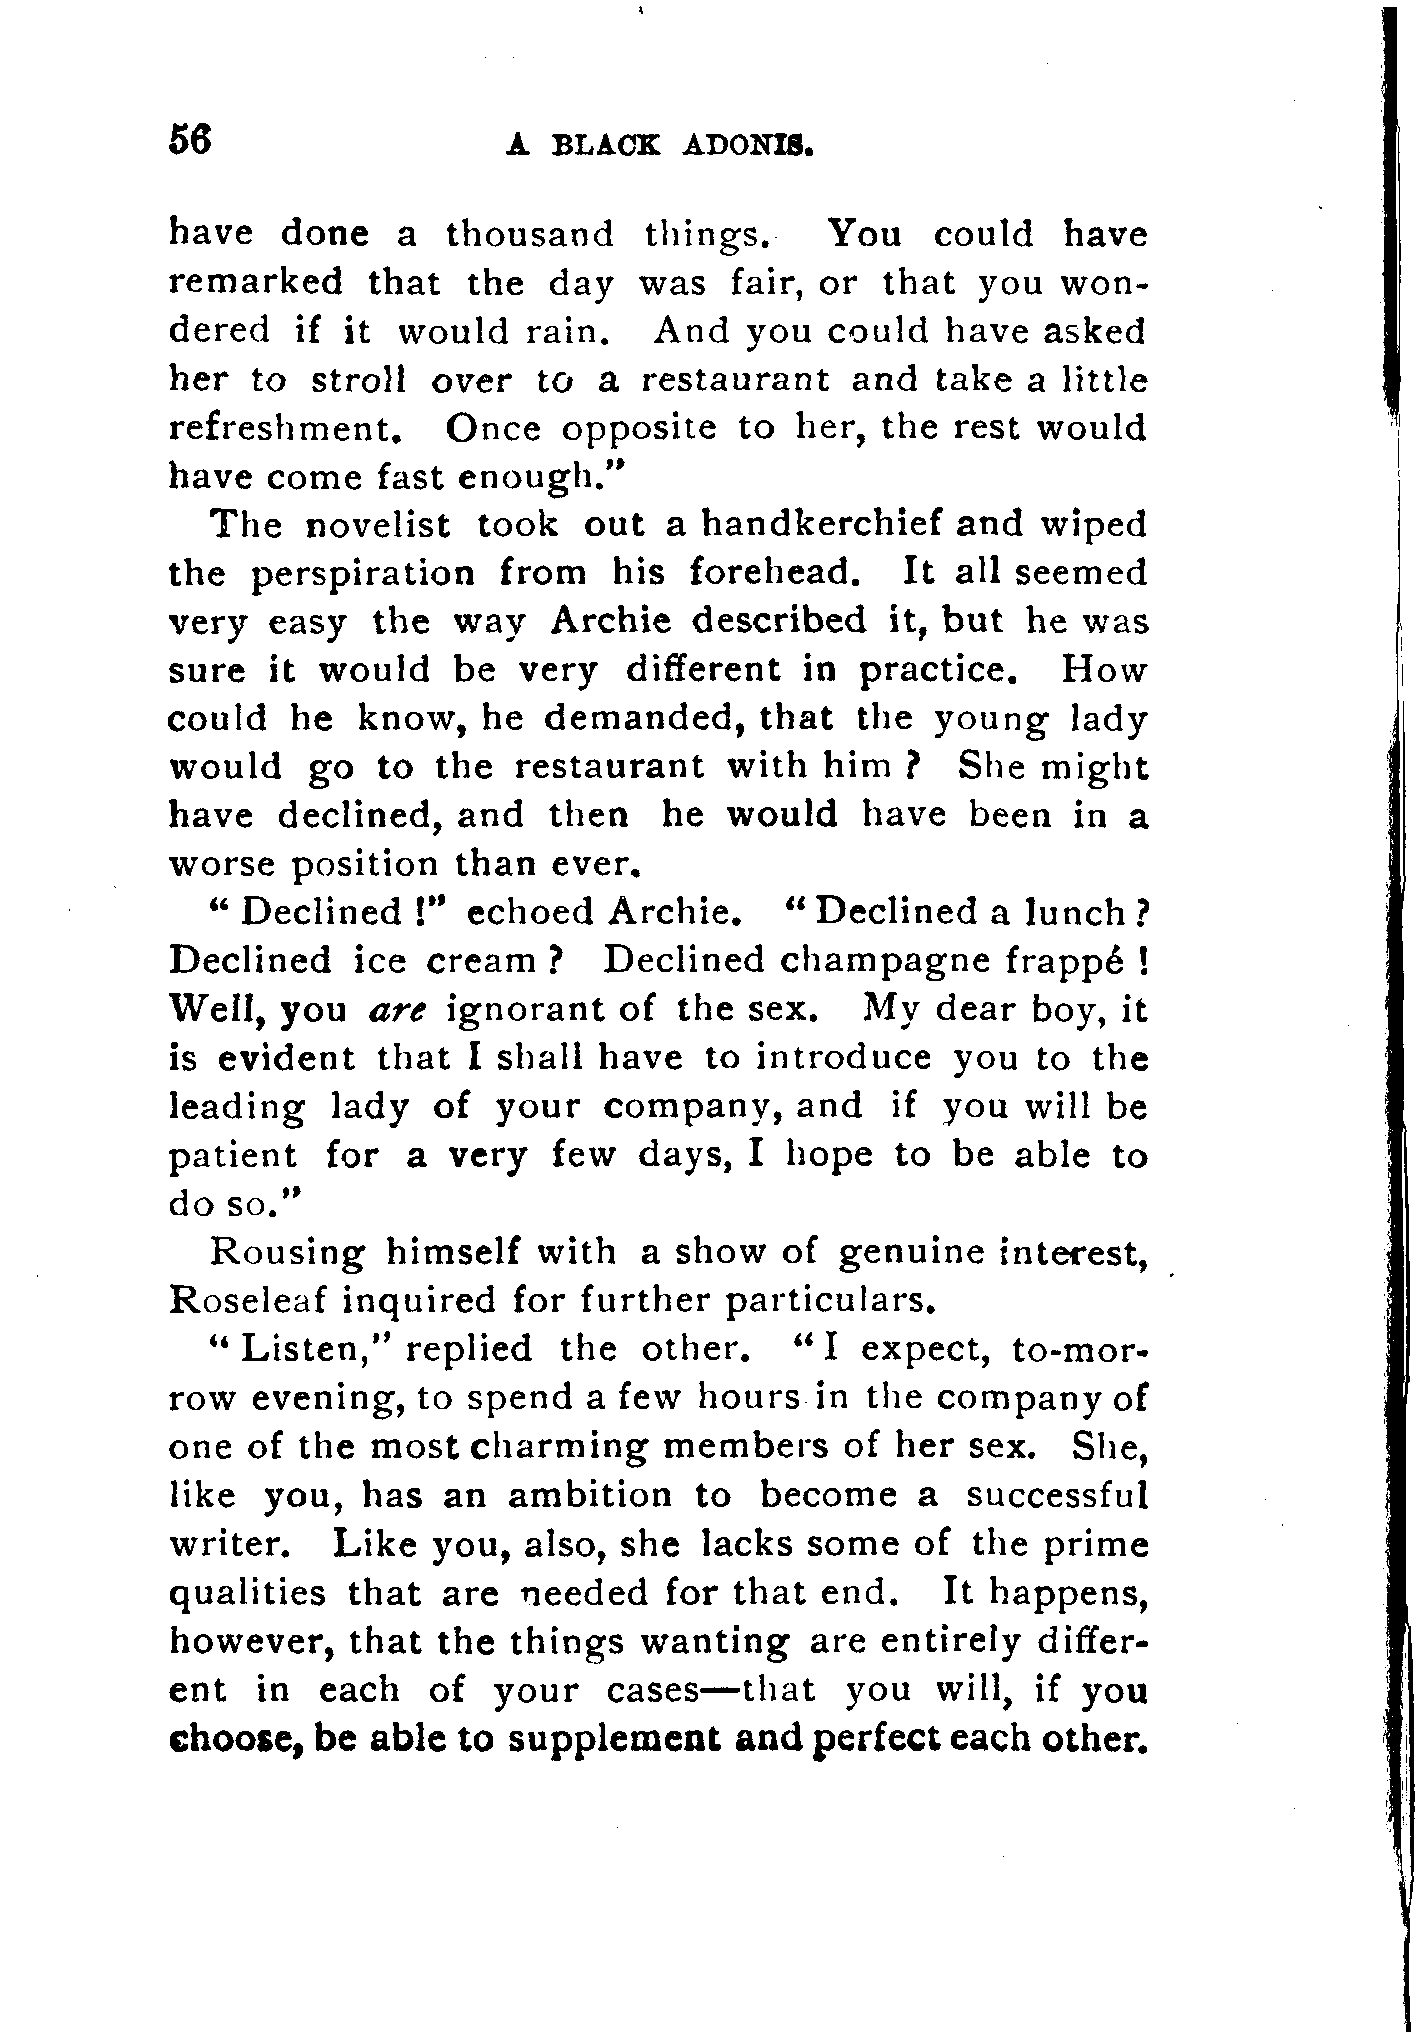 56 A BLACK ADONIS.
have done a thousand things. You could have
remarked that the day was fair, or that you won-
dered if it would rain. And you could have asked
her to stroll over to a restaurant and take a little
refreshment. Once opposite to her, the rest would
have come fast enough."
The novelist took out a handkerchief and wiped
the perspiration from his forehead. It all seemed
very easy the way Archie described it, but he was
sure it would be very different in practice. How
could he know, he demanded, that the young lady
would go to the restaurant with him ? She might
have declined, and then he would have been in a
worse position than ever.
" Declined !" echoed Archie. " Declined a lunch ?
Declined ice cream ? Declined champagne frappé !
Well, you are ignorant of the sex. My dear boy, it
is evident that I shall have to introduce you to the
leading lady of your company, and if you will be
patient for a very few days, I hope to be able to
do so."
Rousing himself with a show of genuine interest,
Roseleaf inquired for further particulars.
" Listen," replied the other. " I expect, to-mor-
row evening, to spend a few hours in the company of
one of the most charming members of her sex. She,
like you, has an ambition to become a successful
writer. Like you, also, she lacks some of the prime
qualities that are needed for that end. It happens,
however, that the things wanting are entirely differ-
ent in each of your cases—that you will, if you
choose, be able to supplement and perfect each other.